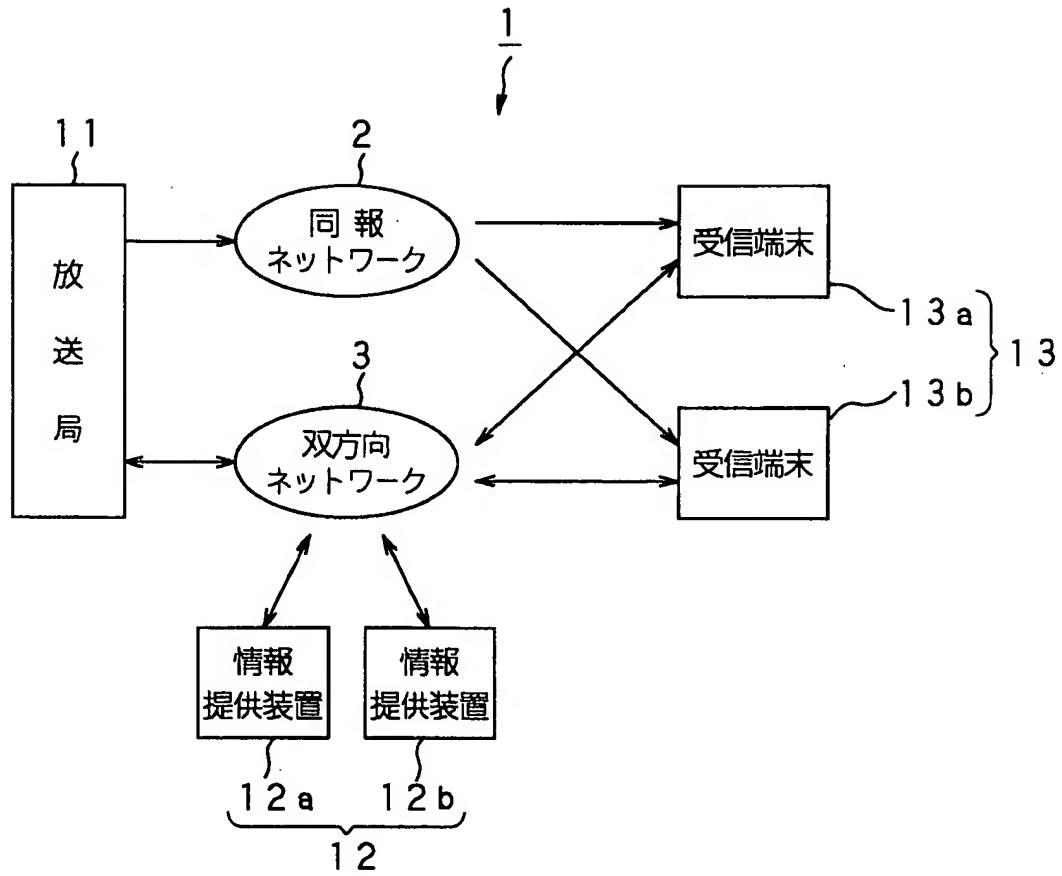 1
11
放送局
2
同報
ネットワーク
3
双方向
ネットワーク
受信端末
13a
13
13b
受信端末
情報
提供装置
情報
提供装置
12a
12b
12